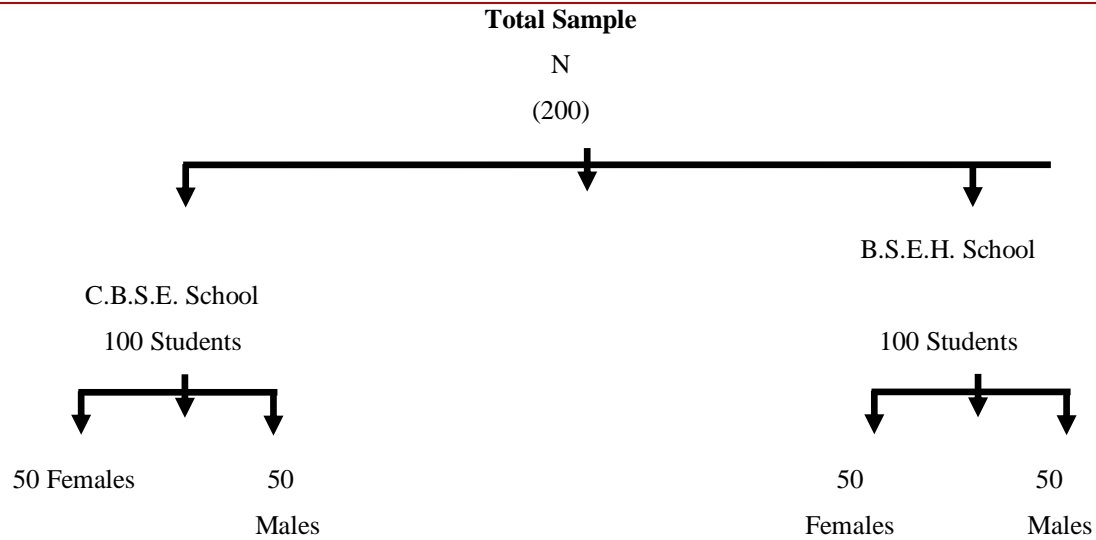 Total Sample
N
(200)
B.S.E.H. School
C.B.S.E. School
100 Students 100 Students
50 Females 50 50 50
Males Females Males